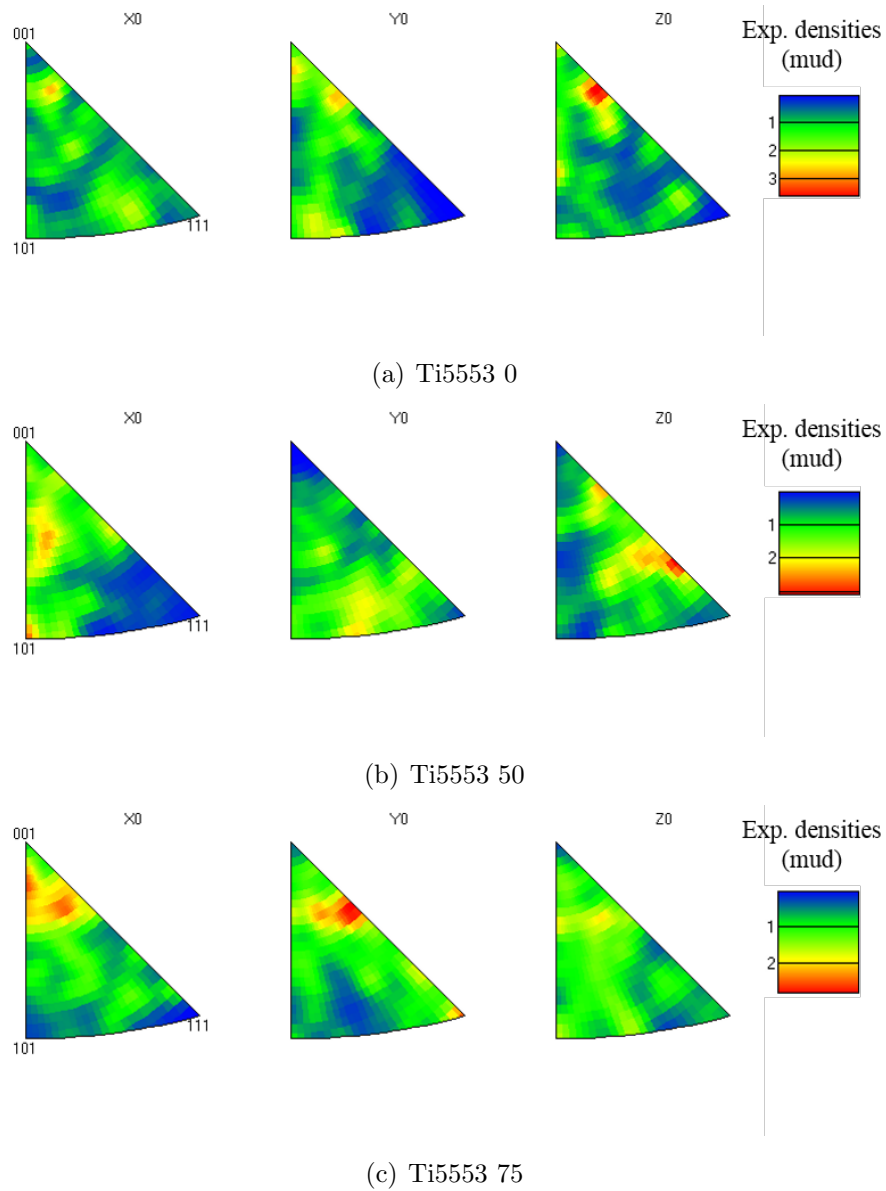 X0 Y0 Z0 Exp. densities
001 (mud)
1
2
3
111
101
(a) Ti5553 0
X0 Y0 Z0 Exp. densities
001 (mud)
1
2
111
101
(b) Ti5553 50
X0 Y0 Z0 Exp. densities
001 (mud)
1
2
111
101
(c) Ti5553 75